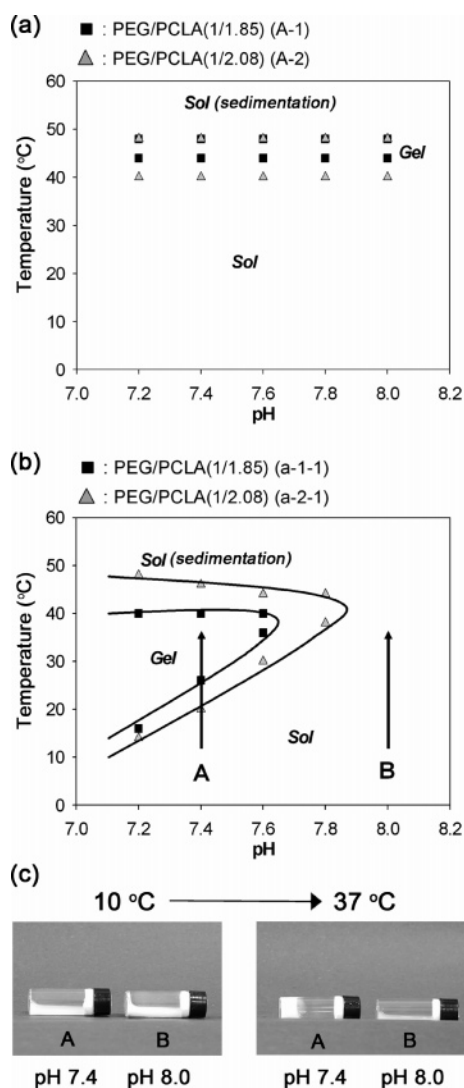 (a)
■ : PEG/PCLA(1/1.85) (A-1)
▲ : PEG/PCLA(1/2.08) (A-2)
60
50
40
30
20
10
0
Temperature (°C)
Sol (sedimentation)
Gel
Sol
7.0 7.2 7.4 7.6 7.8 8.0 8.2
pH
(b)
■ : PEG/PCLA(1/1.85) (a-1-1)
▲ : PEG/PCLA(1/2.08) (a-2-1)
60
50
40
30
20
10
0
Temperature (°C)
Sol (sedimentation)
Gel
Sol
A B
7.0 7.2 7.4 7.6 7.8 8.0 8.2
pH
(c)
10 °C 37 °C
A B A B
pH 7.4 pH 8.0 pH 7.4 pH 8.0